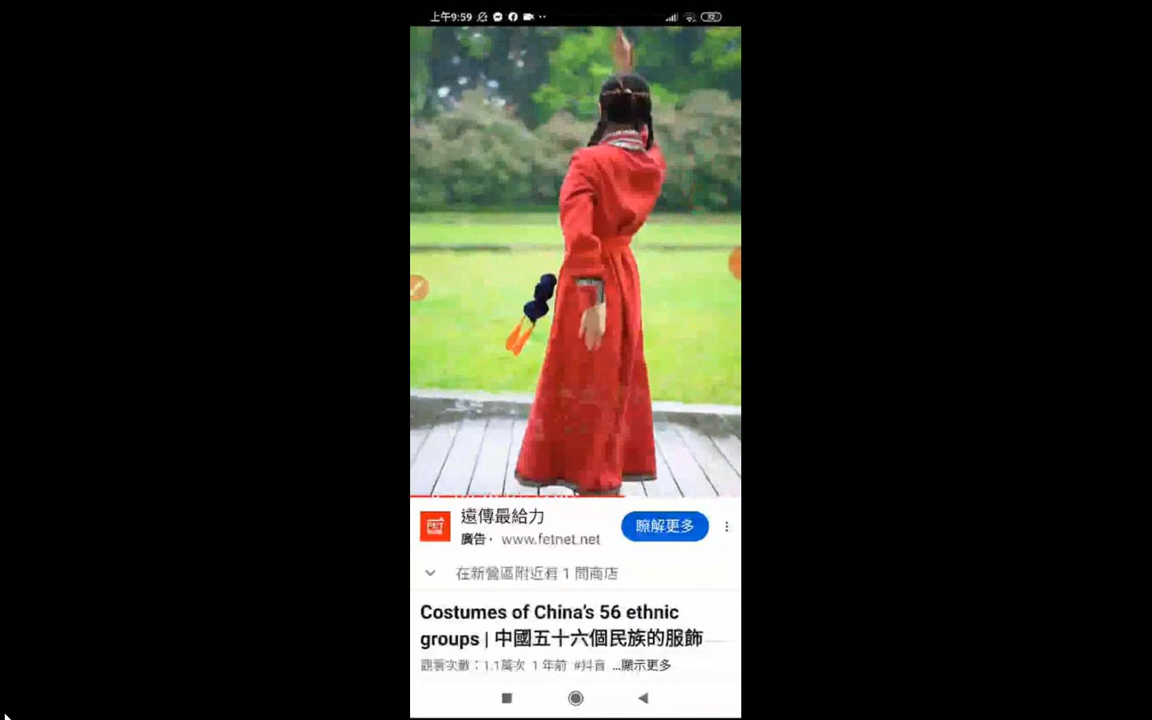 上午9:59
遠傳最給力
FET
瞭解更多
廣告· www.fetnet.net
在新營區附近有 1 間商店
Costumes of China's 56 ethnic
groups | 中國五十六個民族的服飾
觀看次數：1.1萬次 1 年前 #抖音 ...顯示更多